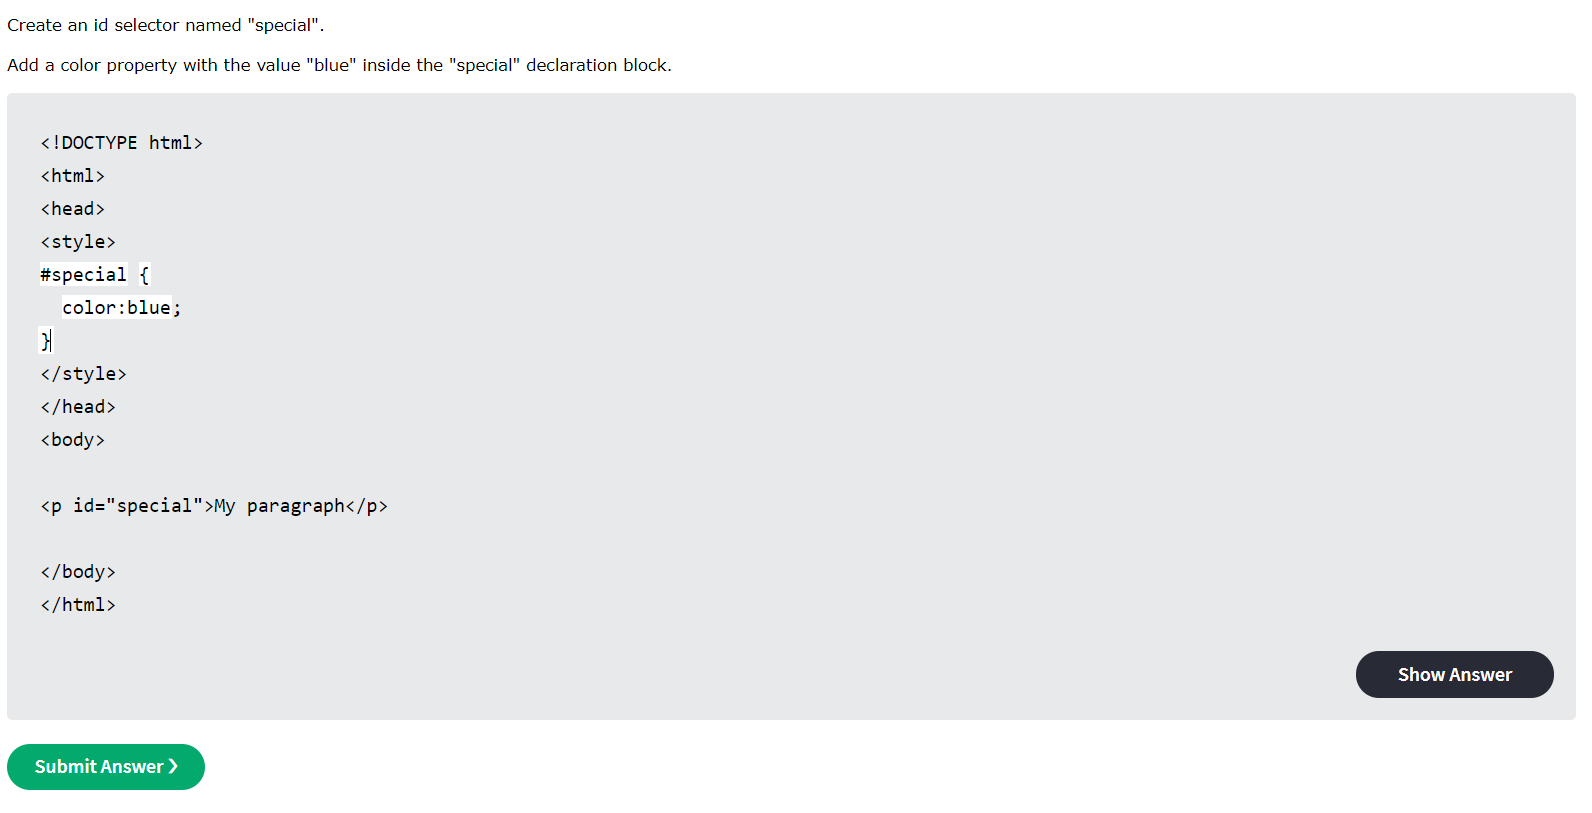 Create an id selector named "special".
Add a color property with the value "blue" inside the "special" declaration block.
<!DOCTYPE html>
<html>
<head>
<style>
#special {
  color:blue;
}
</style>
</head>
<body>
<p id="special">My paragraph</p>
</body>
</html>
Show Answer
Submit Answer ❯